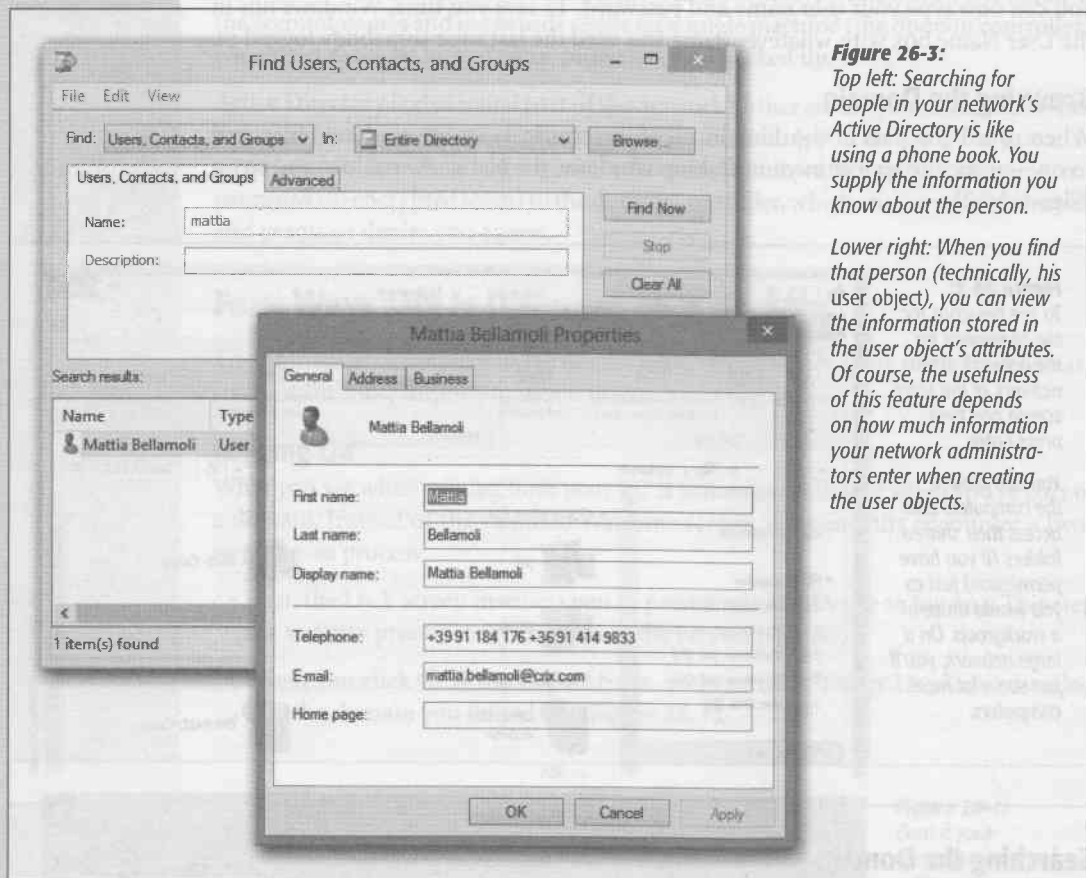 Find Users, Contacts, and Groups
File Edit View
Find: Users, Contacts, and Groups In: Entire Directory Browse...
Users, Contacts, and Groups Advanced
Name: mattia
Description:
Find Now
Stop
Clear All
Search results:
Name Type
Mattia Bellamoli User
1 item(s) found
Mattia Bellamoli Properties
General Address Business
Mattia Bellamoli
First name: Mattia
Last name: Bellamoli
Display name: Mattia Bellamoli
Telephone: +39 91 184 176 +36 91 414 9833
E-mail: mattia.bellamoli@crix.com
Home page:
OK Cancel Apply
Figure 26-3:
Top left: Searching for
people in your network's
Active Directory is like
using a phone book. You
supply the information you
know about the person.
Lower right: When you find
that person (technically, his
user object), you can view
the information stored in
the user object's attributes.
Of course, the usefulness
of this feature depends
on how much information
your network administra-
tors enter when creating
the user objects.